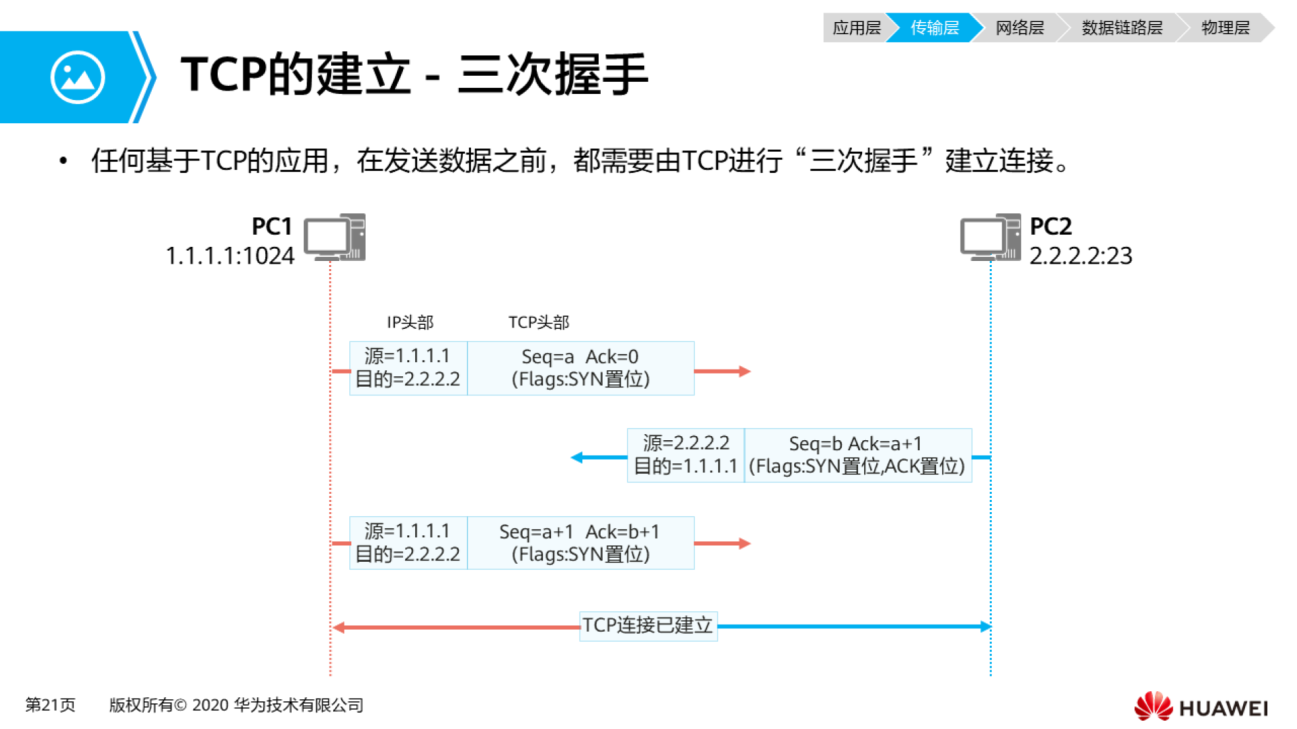 应用层 传输层 网络层 数据链路层 物理层
TCP的建立 - 三次握手
• 任何基于TCP的应用，在发送数据之前，都需要由TCP进行“三次握手”建立连接。
PC1
1.1.1.1:1024
PC2
2.2.2.2:23
IP头部 TCP头部
源=1.1.1.1
目的=2.2.2.2
Seq=a Ack=0
(Flags:SYN置位)
源=2.2.2.2
目的=1.1.1.1
Seq=b Ack=a+1
(Flags:SYN置位,ACK置位)
源=1.1.1.1
目的=2.2.2.2
Seq=a+1 Ack=b+1
(Flags:SYN置位)
TCP连接已建立
第21页 版权所有© 2020 华为技术有限公司
HUAWEI